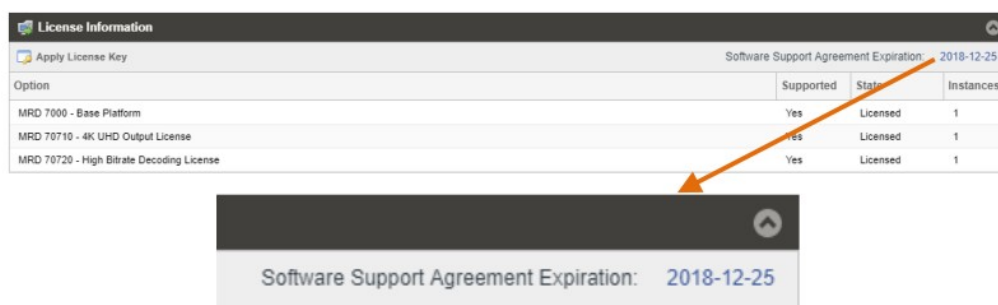 License Information
Apply License Key Software Support Agreement Expiration: 2018-12-25
Option Supported State Instances
MRD 7000 - Base Platform Yes Licensed 1
MRD 70710 - 4K UHD Output License Yes Licensed 1
MRD 70720 - High Bitrate Decoding License Yes Licensed 1
Software Support Agreement Expiration: 2018-12-25